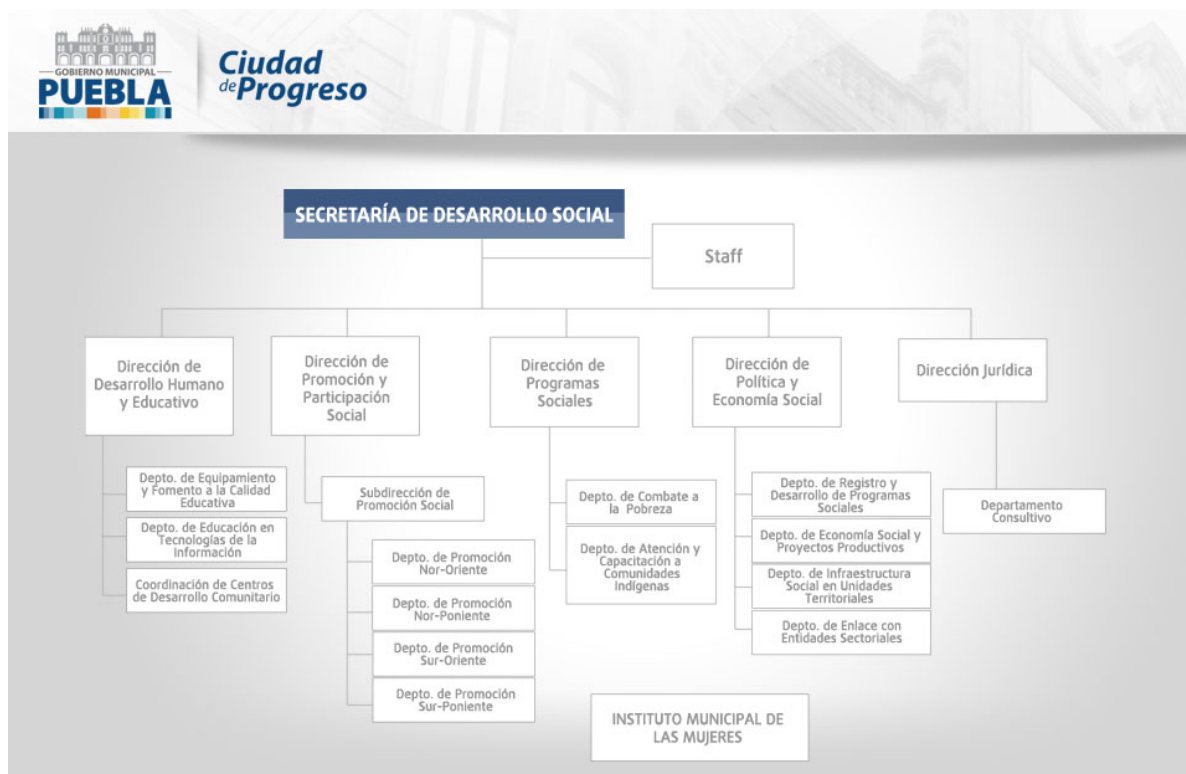 GOBIERNO MUNICIPAL
PUEBLA
Ciudad
de Progreso
SECRETARÍA DE DESARROLLO SOCIAL
Staff
Dirección de
Desarrollo Humano
y Educativo
Dirección de
Promoción y
Participación
Social
Dirección de
Programas
Sociales
Dirección de
Política y
Economía Social
Dirección Jurídica
Depto. de Equipamiento
y Fomento a la Calidad
Educativa
Depto. de Educación en
Tecnologías de la
Información
Coordinación de Centros
de Desarrollo Comunitario
Subdirección de
Promoción Social
Depto. de Promoción
Nor-Oriente
Depto. de Promoción
Nor-Poniente
Depto. de Promoción
Sur-Oriente
Depto. de Promoción
Sur-Poniente
Depto. de Combate a
la Pobreza
Depto. de Atención y
Capacitación a
Comunidades
Indígenas
Depto. de Registro y
Desarrollo de Programas
Sociales
Depto. de Economía Social y
Proyectos Productivos
Depto. de Infraestructura
Social en Unidades
Territoriales
Depto. de Enlace con
Entidades Sectoriales
Departamento
Consultivo
INSTITUTO MUNICIPAL DE
LAS MUJERES